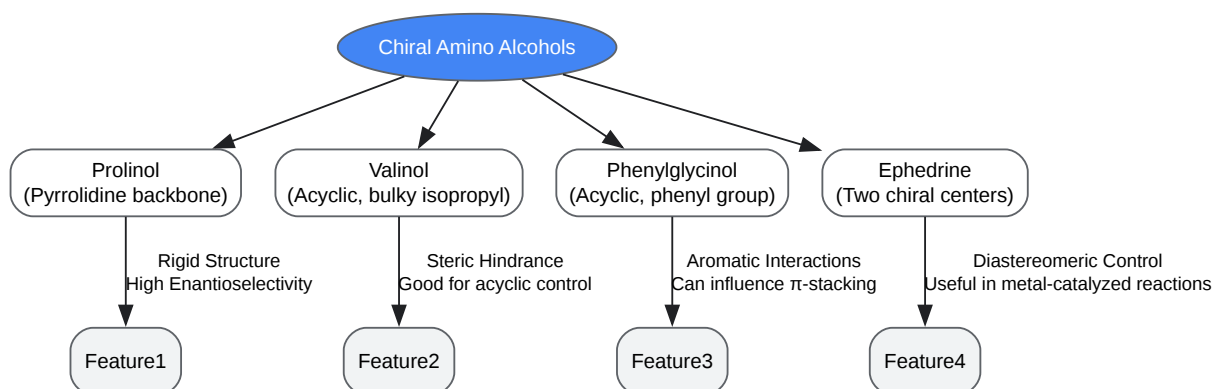 Chiral Amino Alcohols
Prolinol
(Pyrrolidine backbone)
Valinol
(Acyclic, bulky isopropyl)
Phenylglycinol
(Acyclic, phenyl group)
Ephedrine
(Two chiral centers)
Rigid Structure
High Enantioselectivity
Steric Hindrance
Good for acyclic control
Aromatic Interactions
Can influence π-stacking
Diastereomeric Control
Useful in metal-catalyzed reactions
Feature1
Feature2
Feature3
Feature4